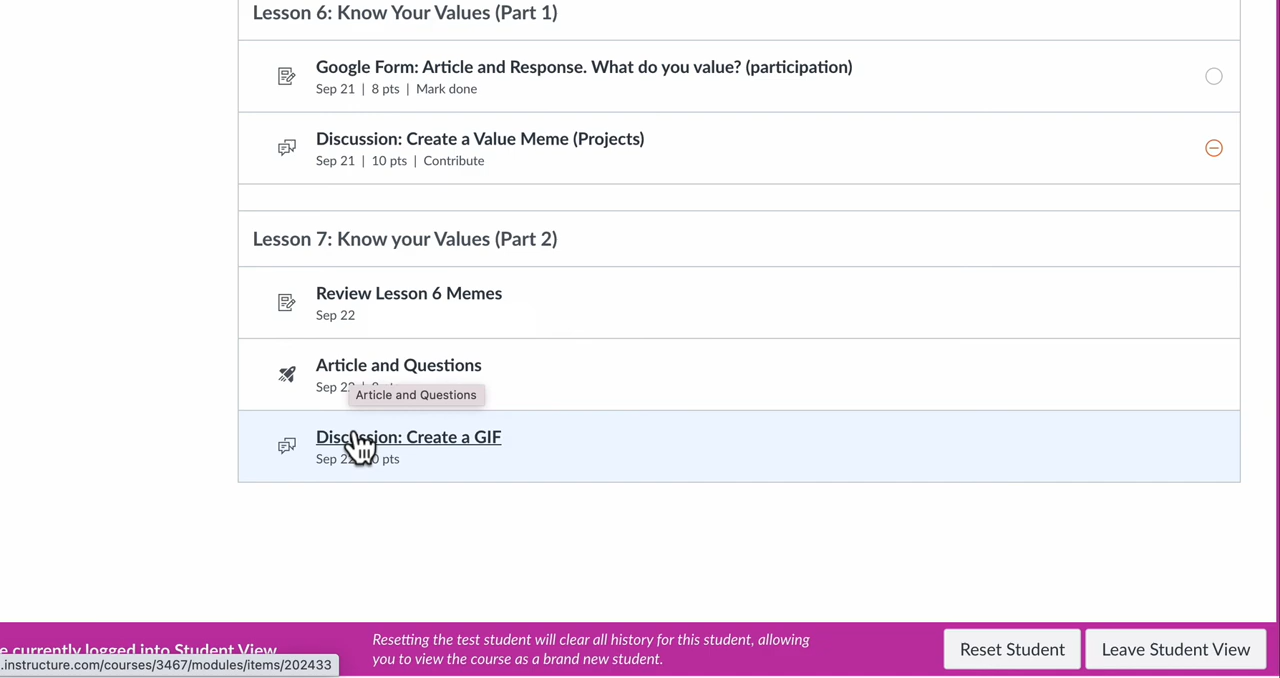 Lesson 6: Know Your Values (Part 1)
Google Form: Article and Response. What do you value? (participation)
Sep 21 | 8 pts | Mark done
Discussion: Create a Value Meme (Projects)
Sep 21 | 10 pts | Contribute
Lesson 7: Know your Values (Part 2)
Review Lesson 6 Memes
Sep 22
Article and Questions
Sep
Article and Questions
Discussion: Create a GIF
Sep pts
e currently logged into Student View
.instructure.com/courses/3467/modules/items/202433
Resetting the test student will clear all history for this student, allowing
you to view the course as a brand new student.
Reset Student
Leave Student View